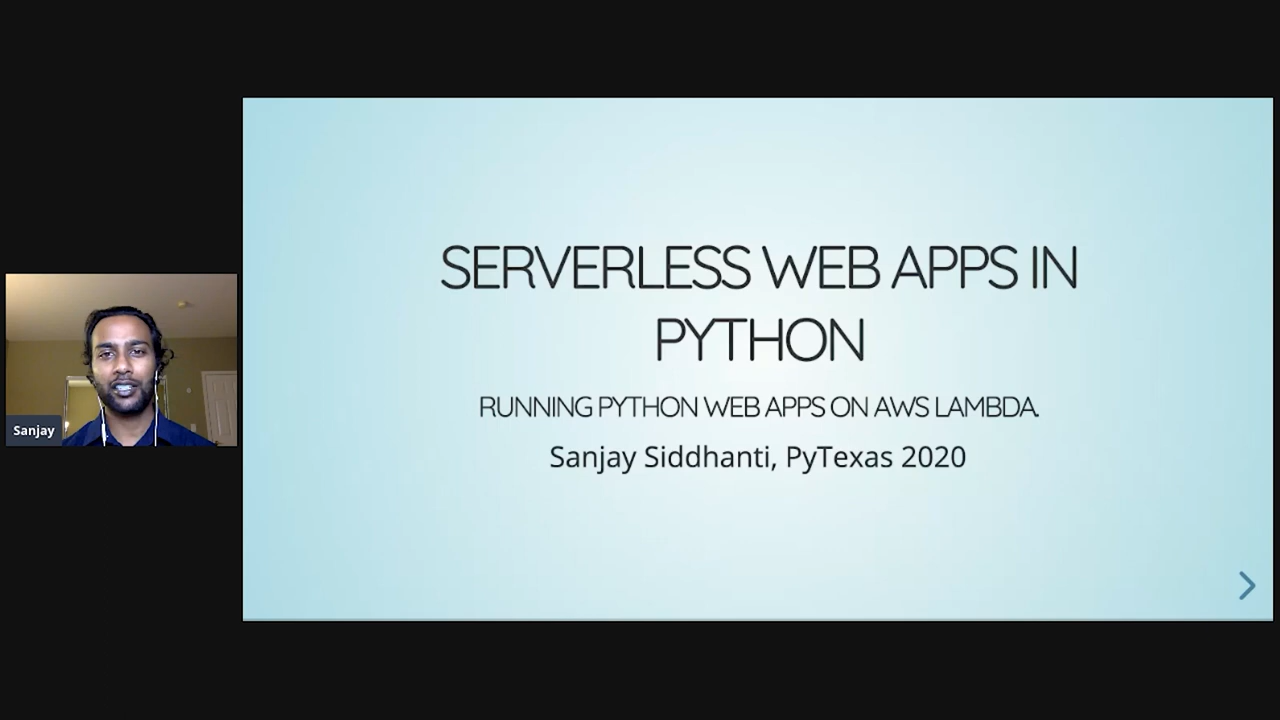 SERVERLESS WEB APPS IN
PYTHON
RUNNING PYTHON WEB APPS ON AWS LAMBDA.
Sanjay Siddhanti, PyTexas 2020
Sanjay